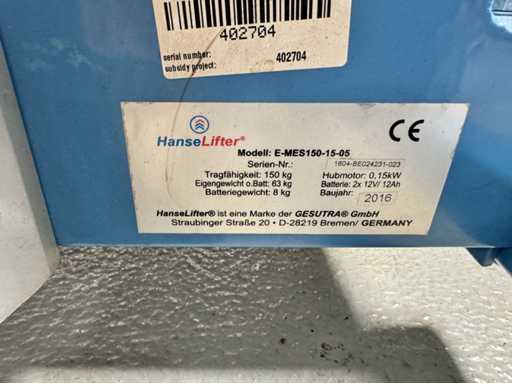 402704
serial number: 402704
subsidy project:
HanseLifter®
CE
Modell: E-MES150-15-05
Serien-Nr.: 1604-BE024231-023
Tragfähigkeit: 150 kg Hubmotor: 0,15kW
Eigengewicht o.Batt: 63 kg Batterie: 2x 12V/ 12Ah
Batteriegewicht: 8 kg Baujahr: 2016
HanseLifter® ist eine Marke der GESUTRA® GmbH
Straubinger Straße 20 • D-28219 Bremen/ GERMANY